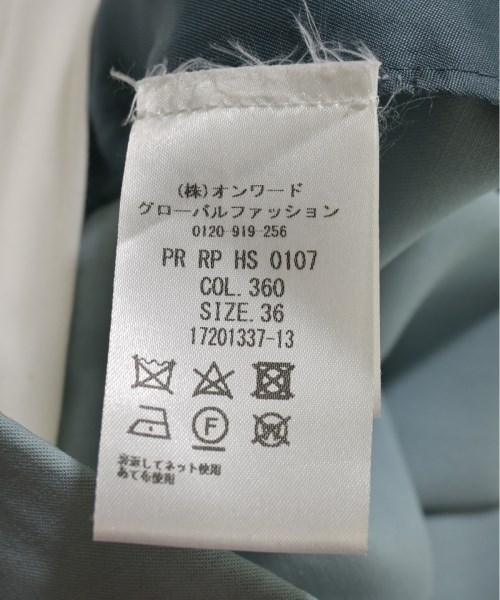 (株)オンワード
グローバルファッション
0120-919-256
PR RP HS 0107
COL.360
SIZE.36
17201337-13
F
W
してネット使用
あて布使用